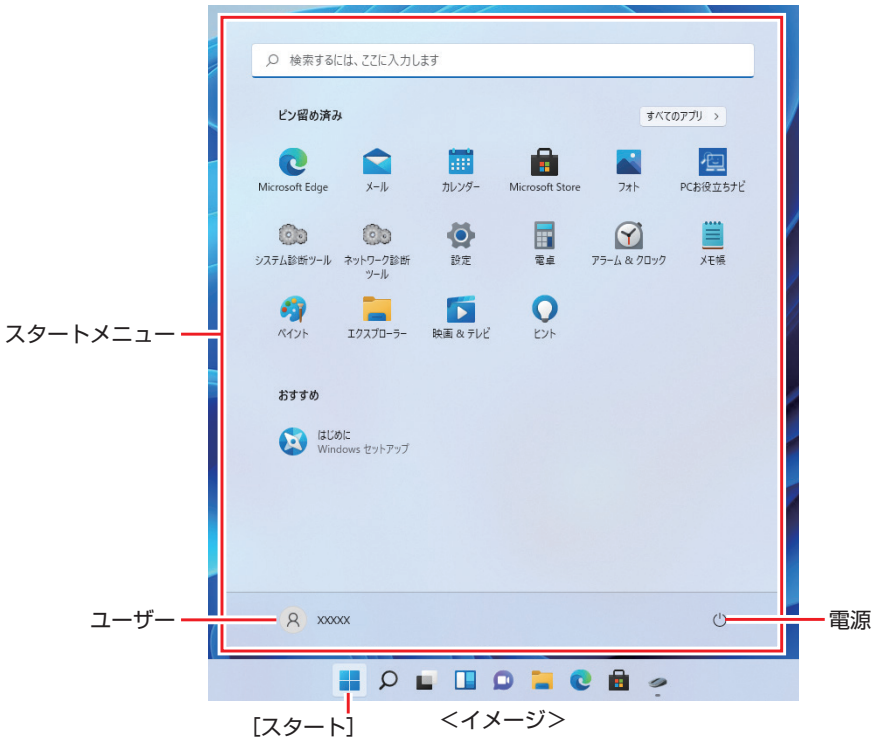 検索するには、ここに入力します
ピン留め済み
すべてのアプリ >
Microsoft Edge
メール
カレンダー
Microsoft Store
フォト
PCお役立ちナビ
システム診断ツール
ネットワーク診断
ツール
設定
電卓
アラーム & クロック
メモ帳
ペイント
エクスプローラー
映画 & テレビ
ヒント
スタートメニュー
おすすめ
はじめに
Windows セットアップ
ユーザー
xxxxx
電源
[スタート]
＜イメージ＞